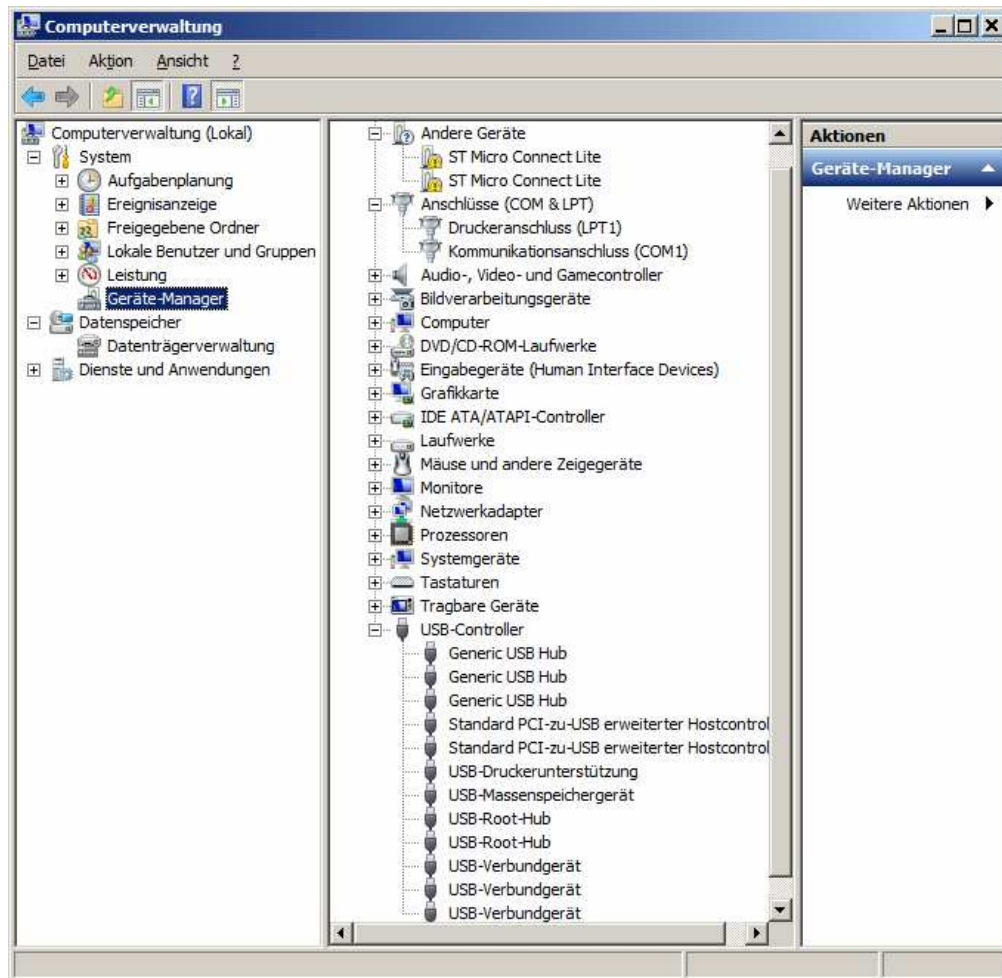 Computerverwaltung
Datei Aktion Ansicht ?
Computerverwaltung (Lokal)
System
Aufgabenplanung
Ereignisanzeige
Freigegebene Ordner
Lokale Benutzer und Gruppen
Leistung
Geräte-Manager
Datenspeicher
Datenträgerverwaltung
Dienste und Anwendungen
Andere Geräte
ST Micro Connect Lite
ST Micro Connect Lite
Anschlüsse (COM & LPT)
Druckeranschluss (LPT1)
Kommunikationsanschluss (COM1)
Audio-, Video- und Gamecontroller
Bildverarbeitungsgeräte
Computer
DVD/CD-ROM-Laufwerke
Eingabegeräte (Human Interface Devices)
Grafikkarte
IDE ATA/ATAPI-Controller
Laufwerke
Mäuse und andere Zeigegeräte
Monitore
Netzwerkadapter
Prozessoren
Systemgeräte
Tastaturen
Tragbare Geräte
USB-Controller
Generic USB Hub
Generic USB Hub
Generic USB Hub
Standard PCI-zu-USB erweiterter Hostcontrol
Standard PCI-zu-USB erweiterter Hostcontrol
USB-Druckerunterstützung
USB-Massenspeichergerät
USB-Root-Hub
USB-Root-Hub
USB-Verbundgerät
USB-Verbundgerät
USB-Verbundgerät
Aktionen
Geräte-Manager
Weitere Aktionen